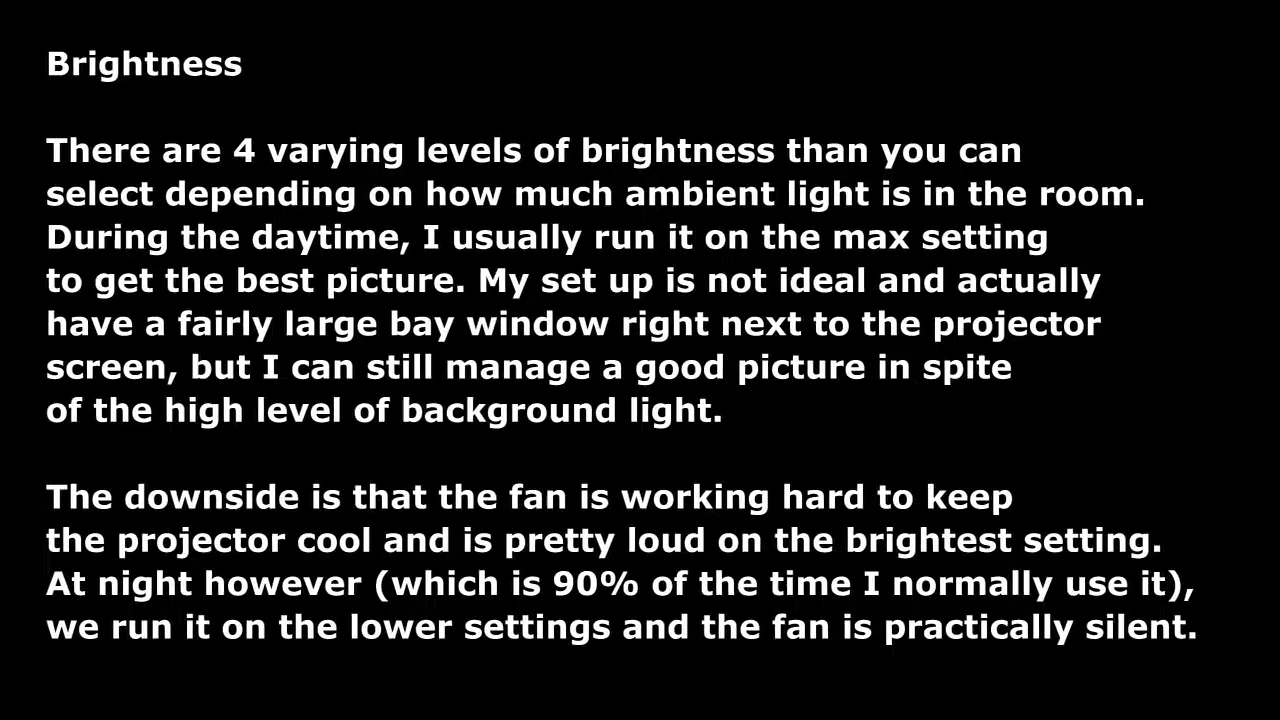 Brightness
There are 4 varying levels of brightness than you can
select depending on how much ambient light is in the room.
During the daytime, I usually run it on the max setting
to get the best picture. My set up is not ideal and actually
have a fairly large bay window right next to the projector
screen, but I can still manage a good picture in spite
of the high level of background light.
The downside is that the fan is working hard to keep
the projector cool and is pretty loud on the brightest setting.
At night however (which is 90% of the time I normally use it),
we run it on the lower settings and the fan is practically silent.